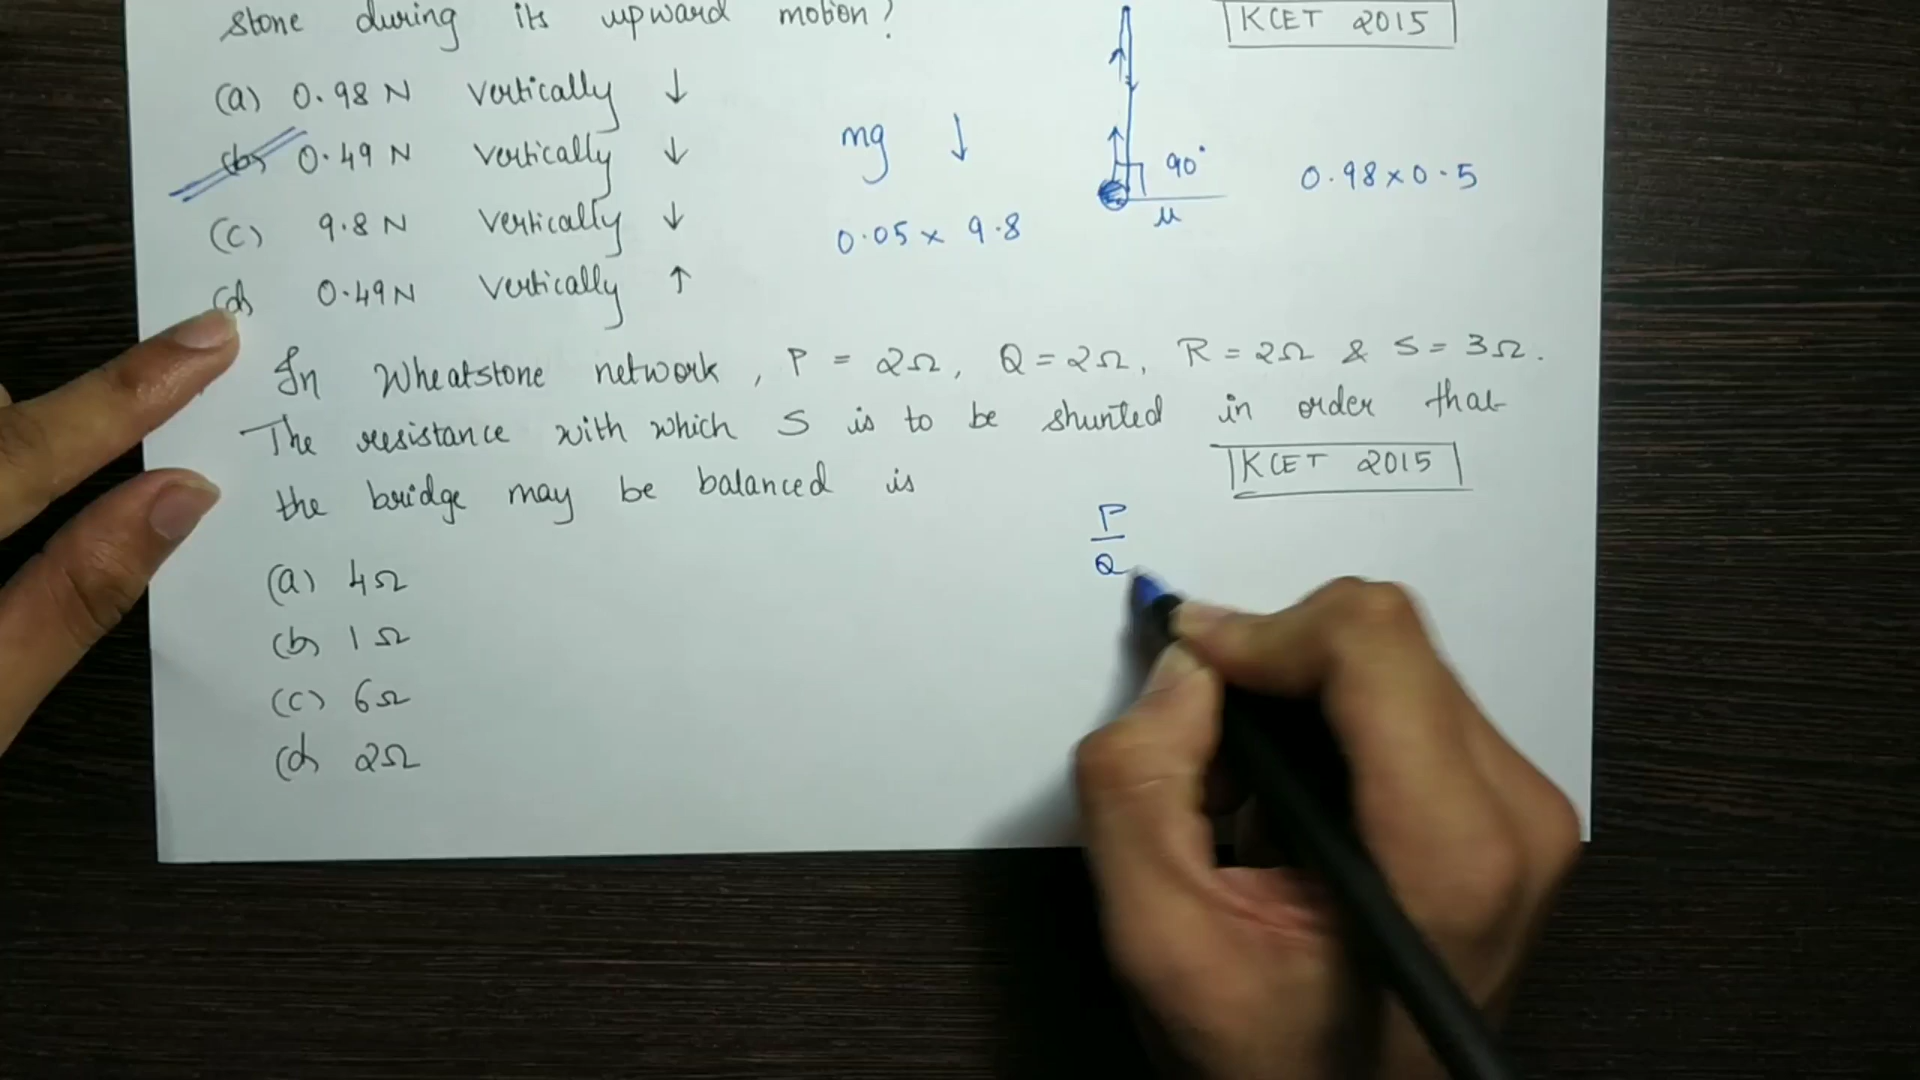 stone during its upward motion?
KCET 2015
(a) 0.98 N vertically ↓
(b) 0.49 N vertically ↓
mg ↓
90°
0.98 × 0.5
(c) 9.8 N vertically ↓
0.05 × 9.8
u
(d) 0.49 N vertically ↑
In Wheatstone network, P = 2Ω, Q = 2Ω, R = 2Ω & S = 3Ω.
The resistance with which S is to be shunted in order that
the bridge may be balanced is
KCET 2015
P
Q
(a) 4Ω
(b) 1Ω
(c) 6Ω
(d) 2Ω